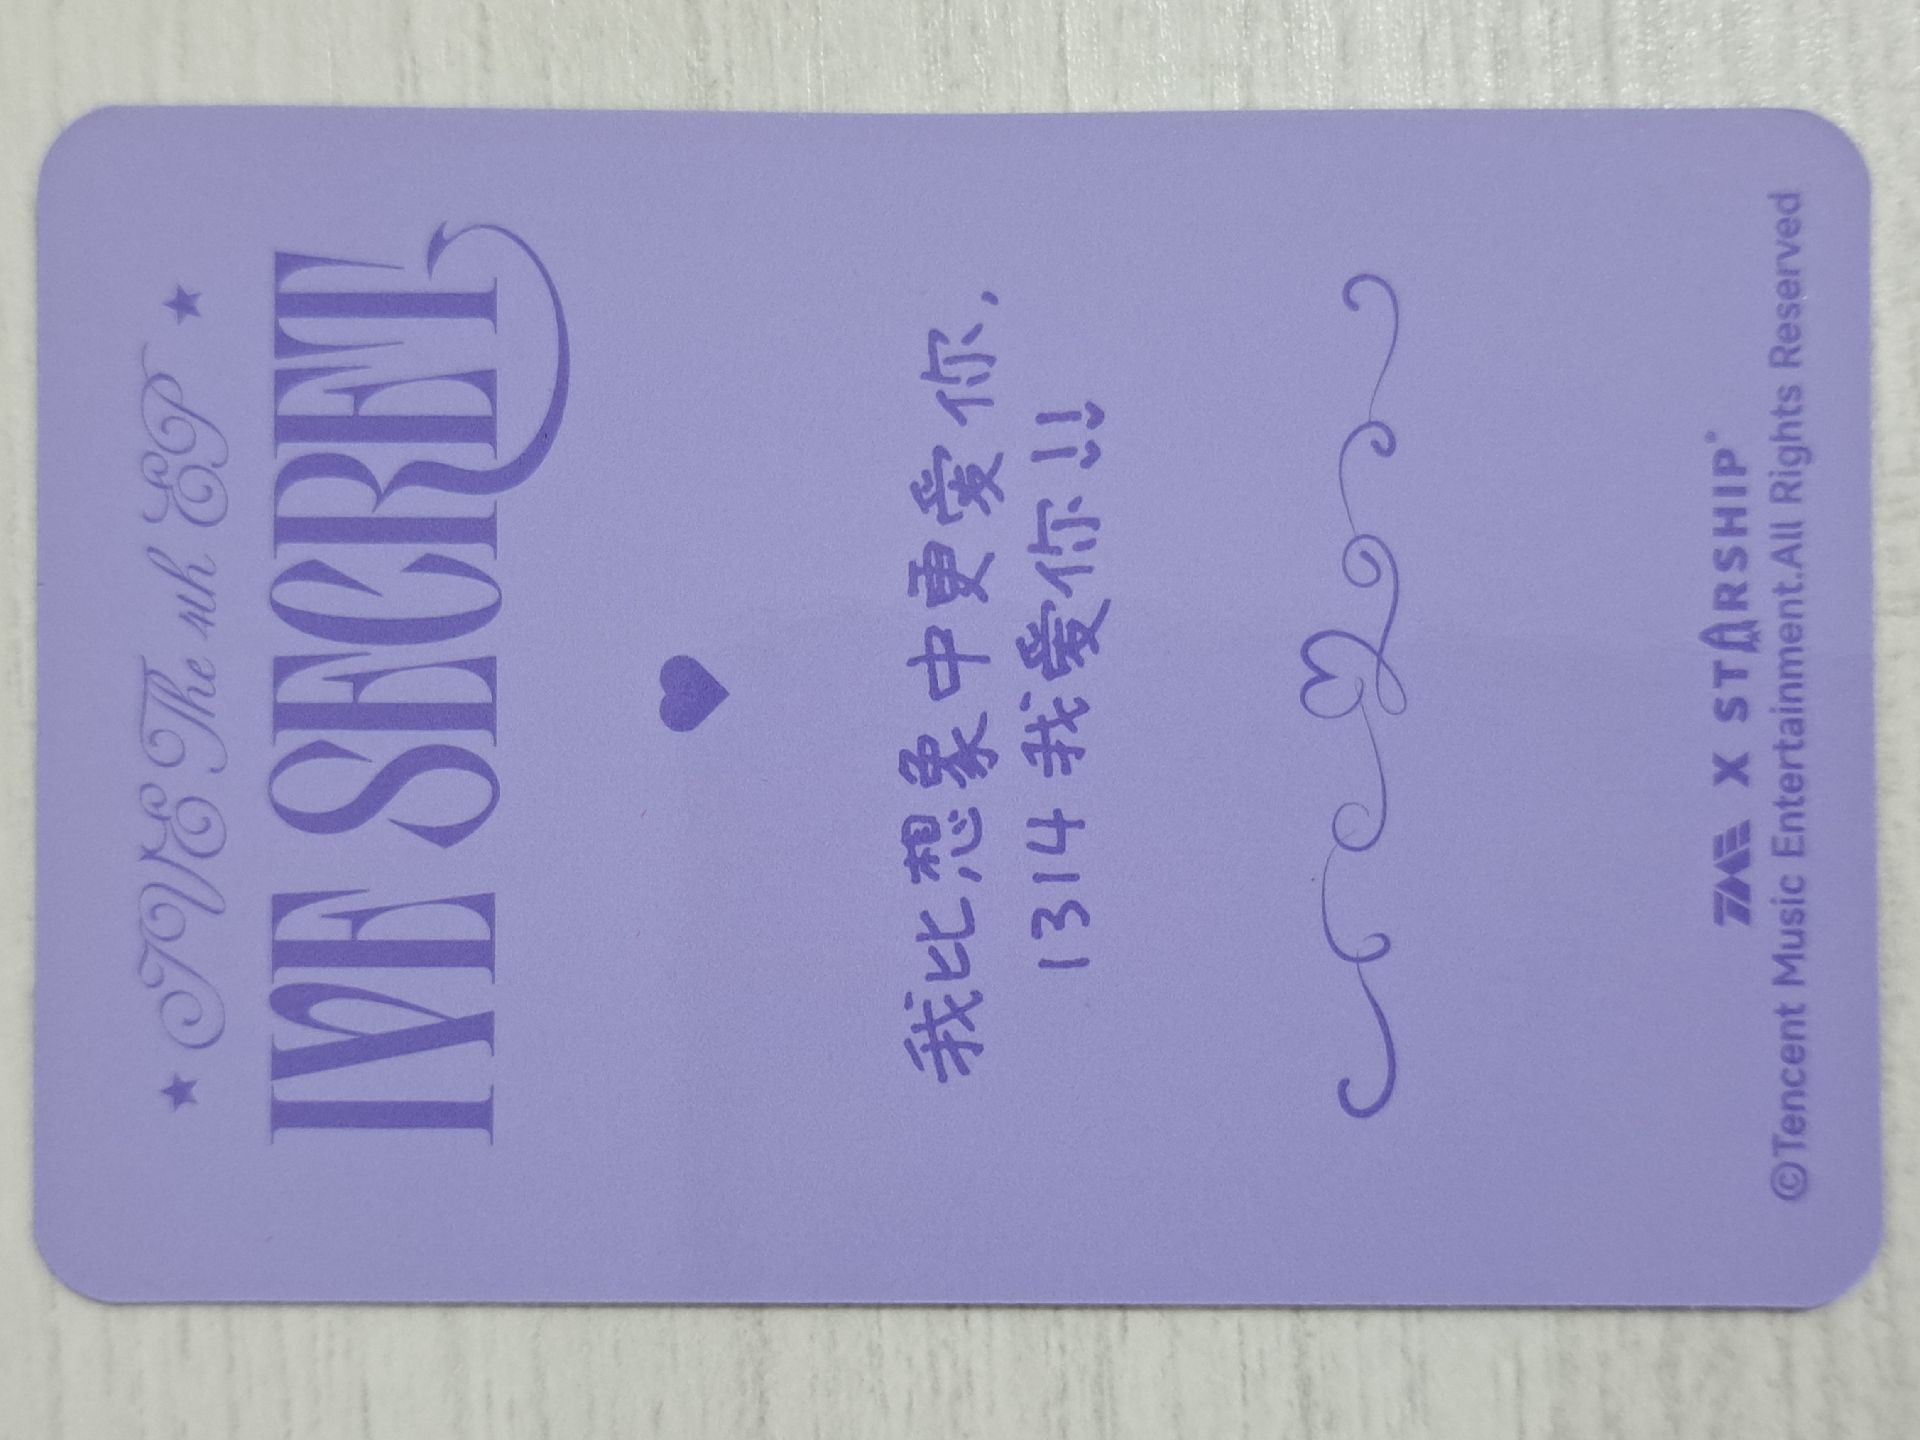 ★ IVE The 4th EP ★
IVE SECRET
我比想象中更爱你,
1314 我爱你!!
TME X STARSHIP
©Tencent Music Entertainment.All Rights Reserved